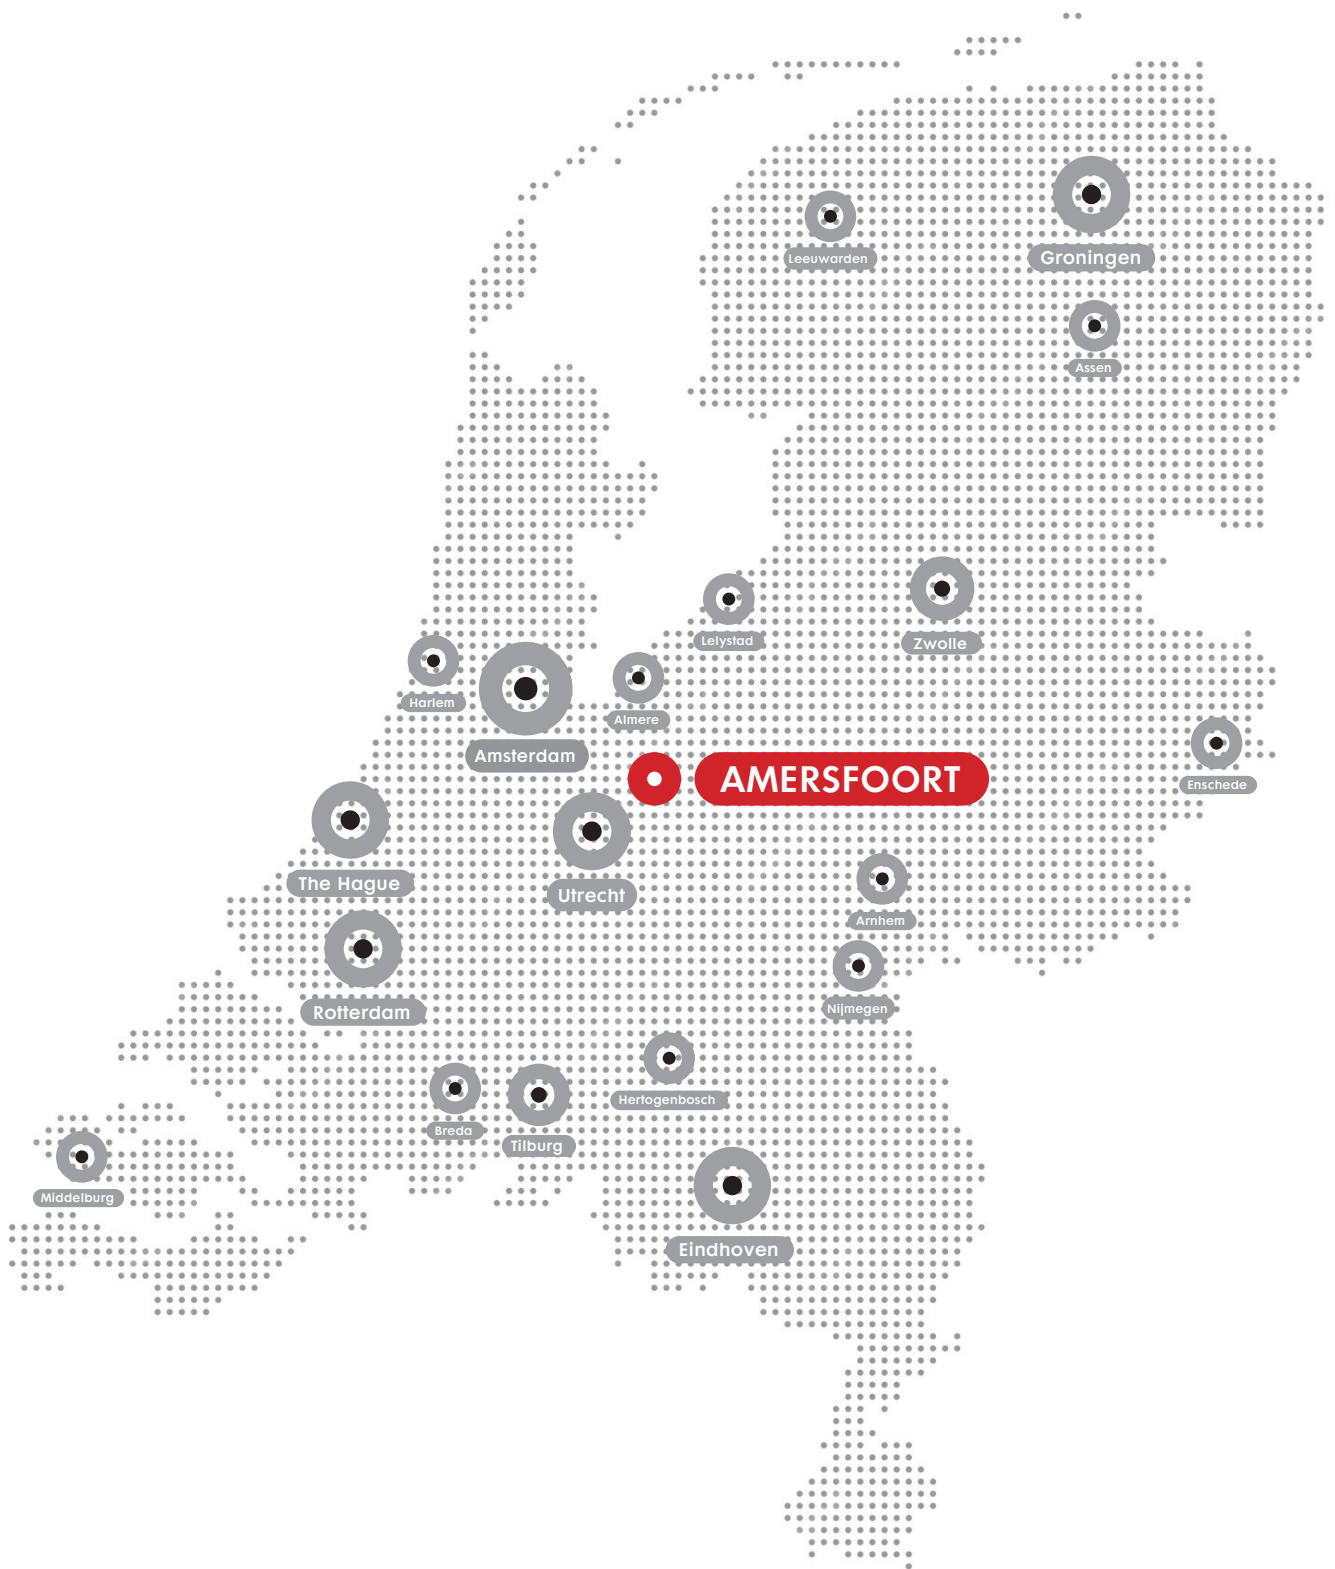 Leeuwarden
Groningen
Assen
Lelystad
Zwolle
Harlem
Almere
Amsterdam
AMERSFOORT
Enschede
The Hague
Utrecht
Arnhem
Rotterdam
Nijmegen
Hertogenbosch
Breda
Tilburg
Middelburg
Eindhoven